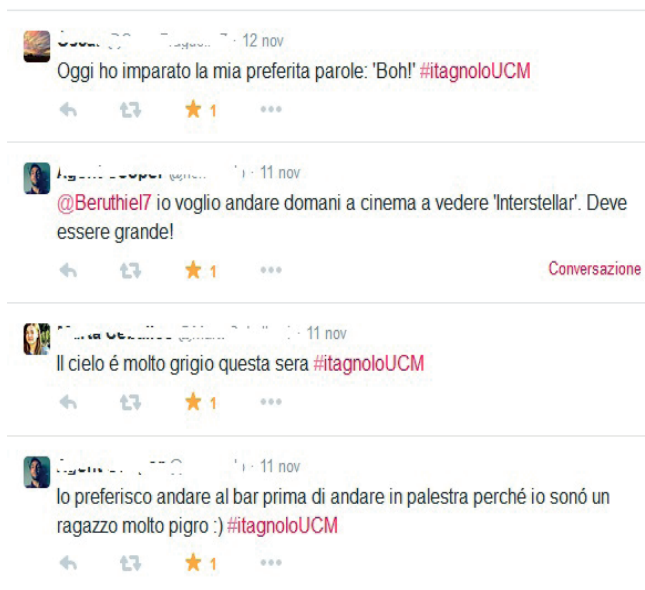 12 nov
Oggi ho imparato la mia preferita parole: 'Boh!' #itagnoloUCM
1
11 nov
@Beruthiel7 io voglio andare domani a cinema a vedere 'Interstellar'. Deve
essere grande!
1
Conversazione
11 nov
Il cielo é molto grigio questa sera #itagnoloUCM
1
11 nov
Io preferisco andare al bar prima di andare in palestra perché io sonó un
ragazzo molto pigro :) #itagnoloUCM
1